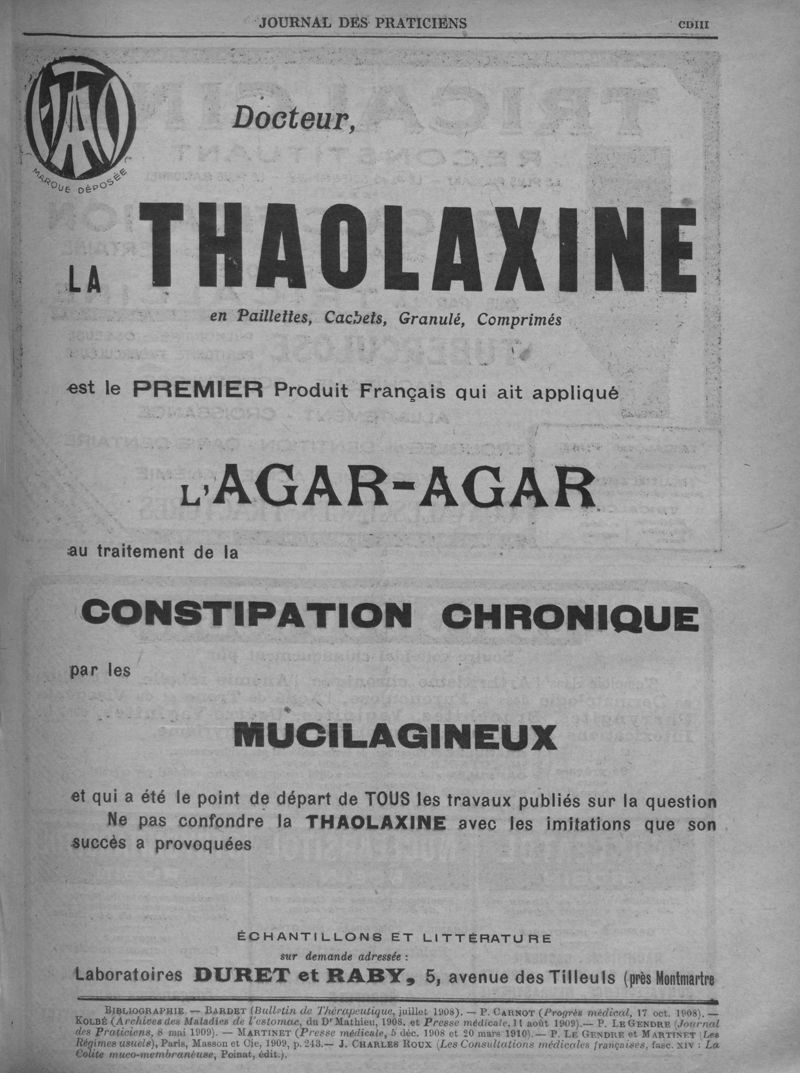 JOURNAL DES PRATICIENS CDIII
MARQUE DÉPOSÉE
Docteur,
LA THAOLAXINE
en Paillettes, Cachets, Granulé, Comprimés
est le PREMIER Produit Français qui ait appliqué
L'AGAR-AGAR
au traitement de la
CONSTIPATION CHRONIQUE
par les
MUCILAGINEUX
et qui a été le point de départ de TOUS les travaux publiés sur la question
Ne pas confondre la THAOLAXINE avec les imitations que son
succès a provoquées
ÉCHANTILLONS ET LITTÉRATURE
sur demande adressée :
Laboratoires DURET et RABY, 5, avenue des Tilleuls (près Montmartre
BIBLIOGRAPHIE. — BARDET (Bulletin de Thérapeutique, juillet 1908). — P. CARNOT (Progrès médical, 17 oct. 1908). —
KOLBÉ (Archives des Maladies de l'estomac, du Dr Mathieu, 1908, et Presse médicale, 11 août 1909). — P. LE GENDRE (Journal
des Praticiens, 8 mai 1909). — MARTINET (Presse médicale, 5 déc. 1908 et 20 mars 1910). — P. LE GENDRE et MARTINET (Les
Régimes usuels), Paris, Masson et Cie, 1909, p. 243. — J. CHARLES ROUX (Les Consultations médicales françaises, fasc. XIV : La
Colite muco-membraneuse, Poinat, édit.).